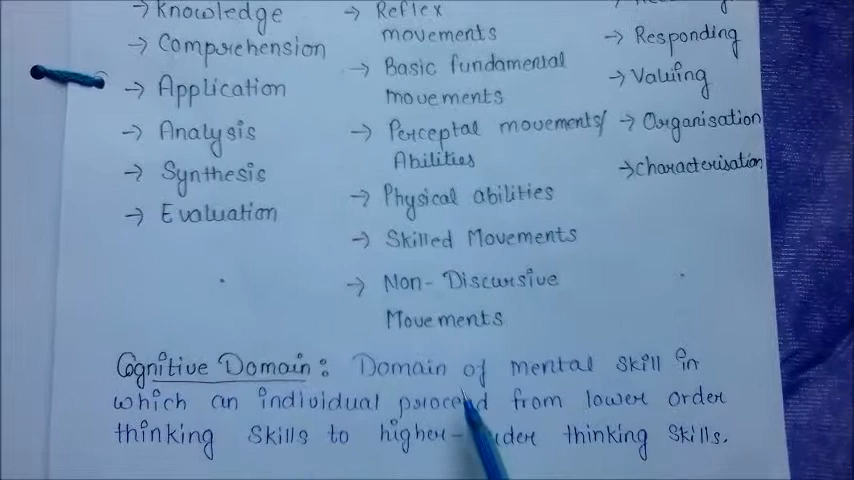 → Knowledge
→ Comprehension
→ Application
→ Analysis
→ Synthesis
→ Evaluation
→ Reflex
movements
→ Basic fundamental
movements
→ Perceptal movements/
Abilities
→ Physical abilities
→ Skilled Movements
→ Non-Discursive
Movements
→ Responding
→ Valuing
→ Organisation
→ characterisation
Cognitive Domain: Domain of mental skill in
which an individual proceed from lower order
thinking skills to higher- thinking skills.